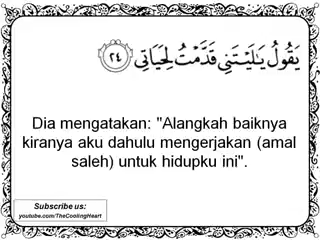 يَقُولُ يَٰلَيْتَنِى قَدَّمْتُ لِحَيَاتِى ٢٤
Dia mengatakan: "Alangkah baiknya
kiranya aku dahulu mengerjakan (amal
saleh) untuk hidupku ini".
Subscribe us:
youtube.com/TheCoolingHeart